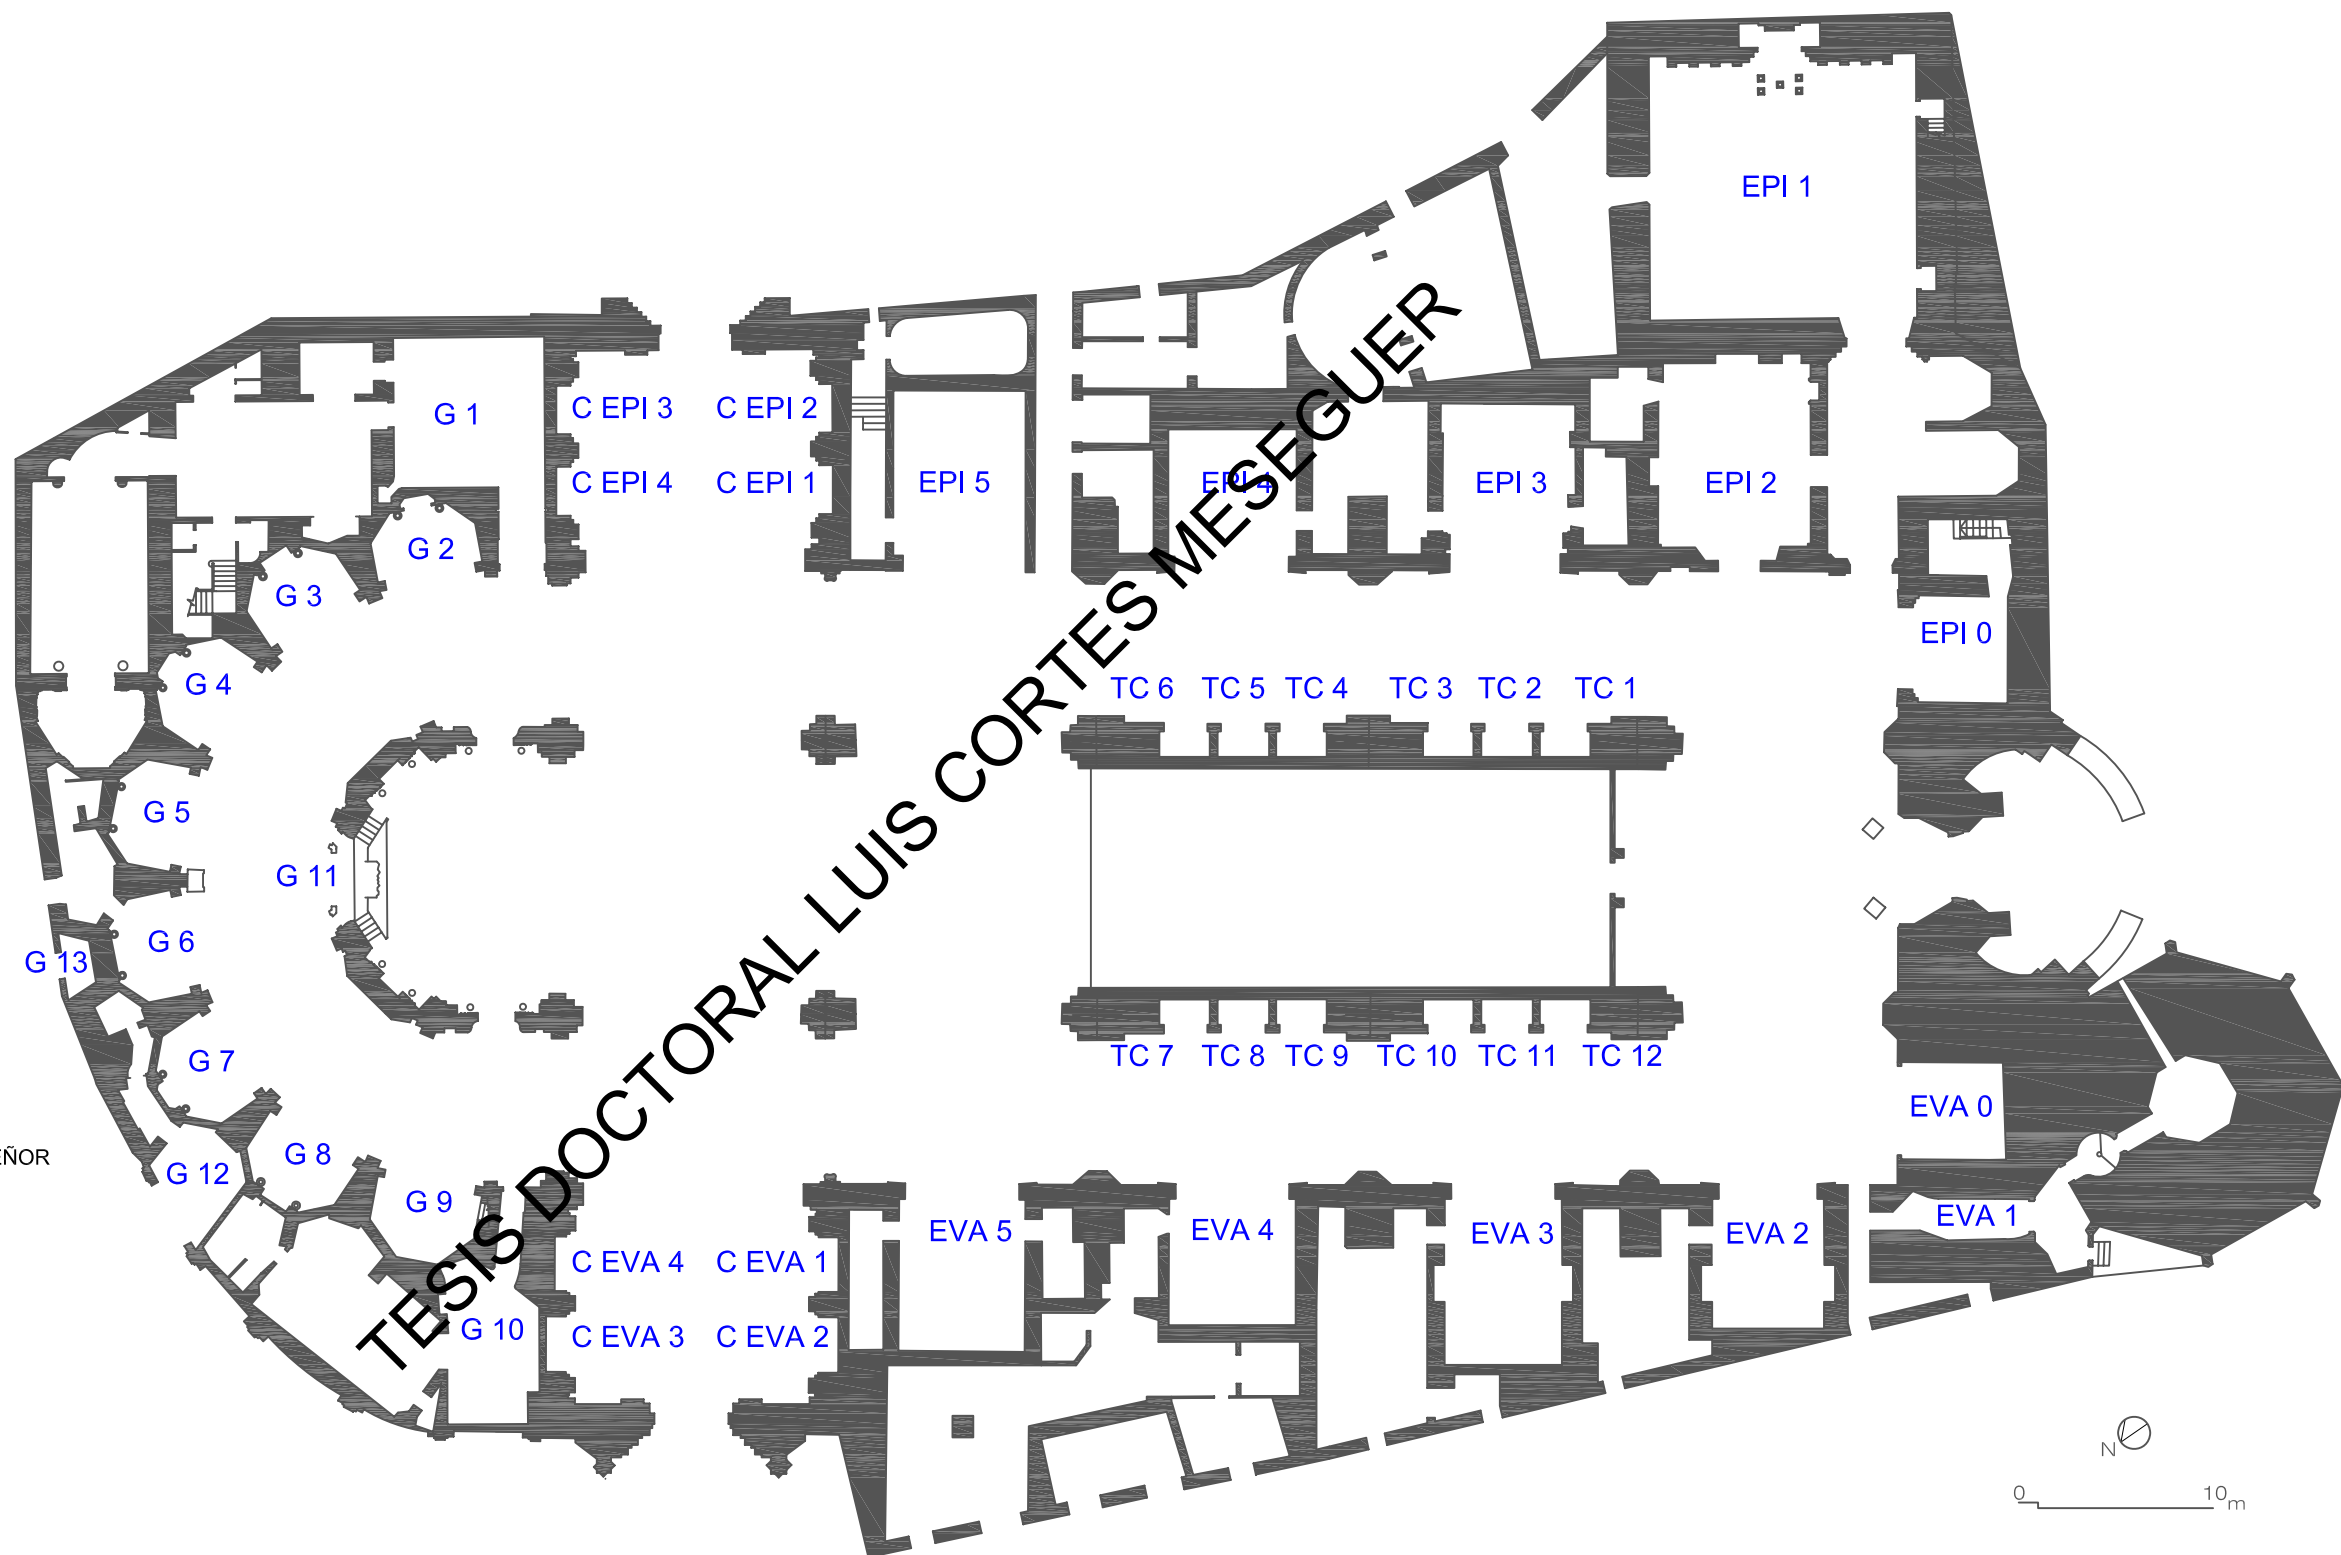 EPI 1
G 1
C EPI 3
C EPI 2
C EPI 4
C EPI 1
EPI 5
EPI 4
EPI 3
EPI 2
G 2
G 3
EPI 0
G 4
TC 6
TC 5
TC 4
TC 3
TC 2
TC 1
G 5
G 11
G 6
G 13
G 7
TC 7
TC 8
TC 9
TC 10
TC 11
TC 12
EVA 0
G 8
EÑOR
G 12
G 9
EVA 1
EVA 5
EVA 4
EVA 3
EVA 2
C EVA 4
C EVA 1
G 10
C EVA 3
C EVA 2
TESIS DOCTORAL LUIS CORTES MESEGUER
N
0 10 m